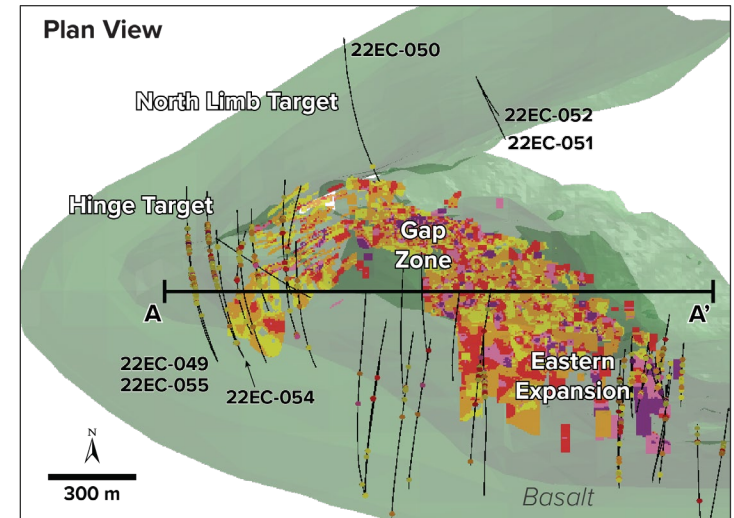 Plan View
22EC-050
North Limb Target
22EC-052
22EC-051
Hinge Target
Gap
Zone
A
A'
22EC-049
22EC-055
22EC-054
Eastern
Expansion
N
300 m
Basalt